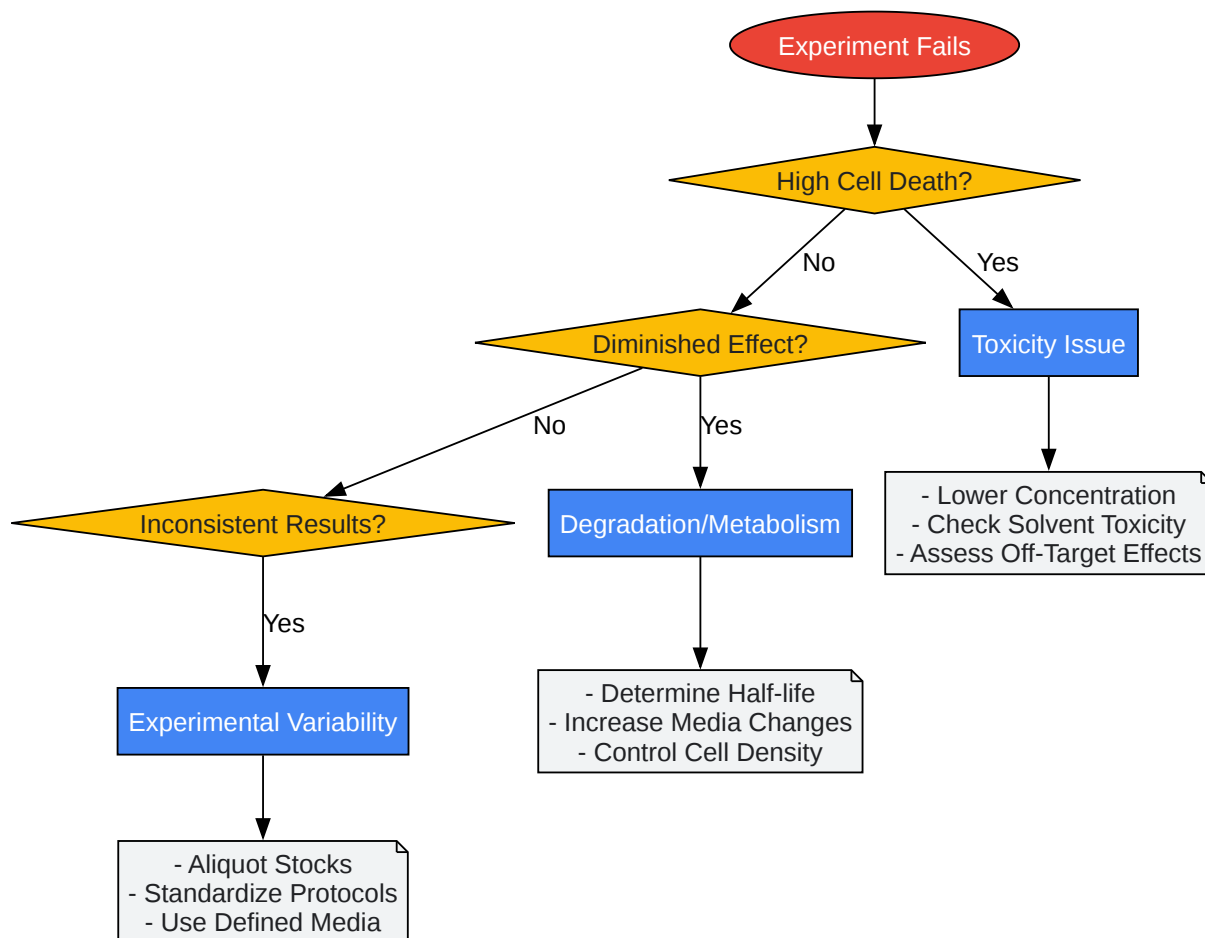 Experiment Fails
High Cell Death?
No
Yes
Diminished Effect?
Toxicity Issue
No
Yes
- Lower Concentration
- Check Solvent Toxicity
- Assess Off-Target Effects
Inconsistent Results?
Degradation/Metabolism
Yes
- Determine Half-life
- Increase Media Changes
- Control Cell Density
Experimental Variability
- Aliquot Stocks
- Standardize Protocols
- Use Defined Media